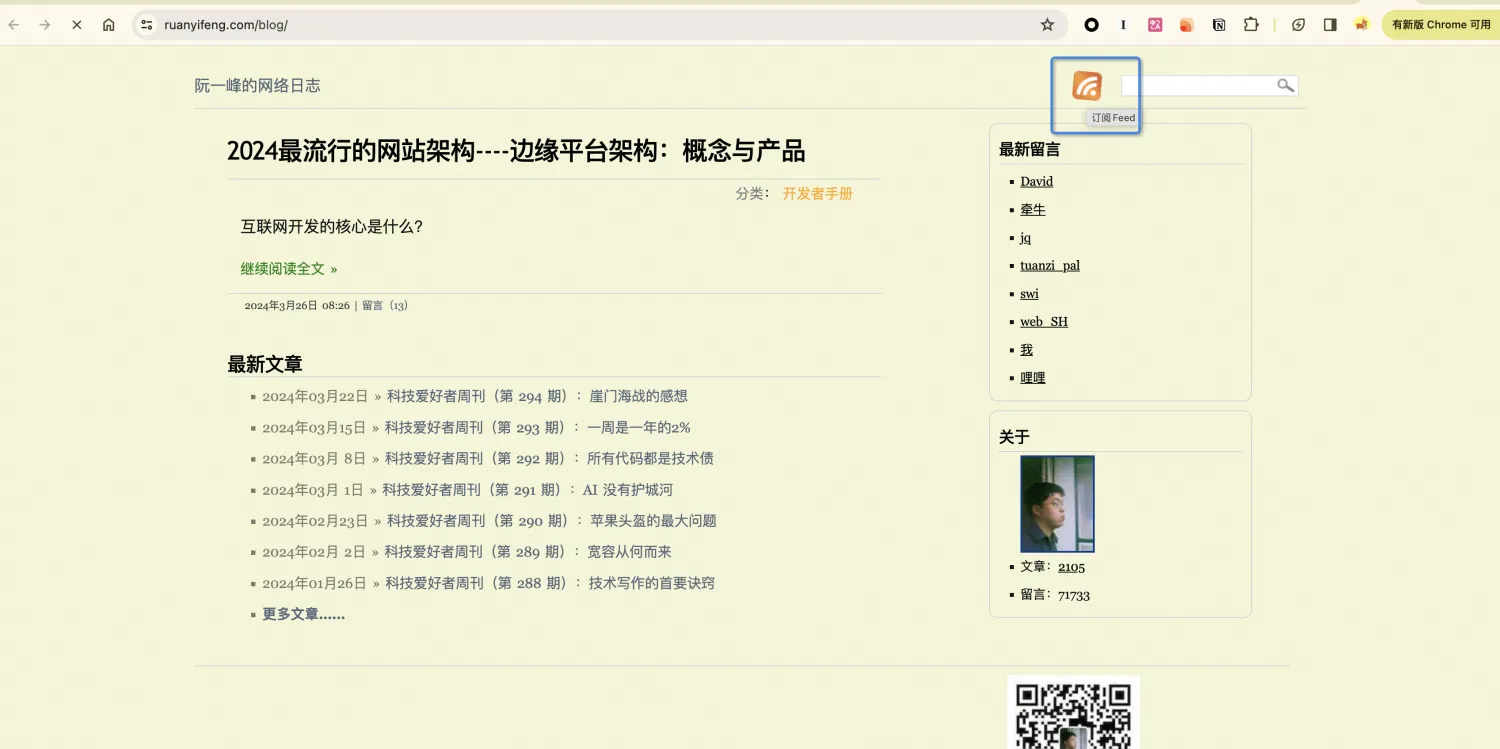 ruanyifeng.com/blog/
有新版 Chrome 可用
阮一峰的网络日志
订阅 Feed
2024最流行的网站架构----边缘平台架构：概念与产品
分类： 开发者手册
互联网开发的核心是什么？
继续阅读全文 »
2024年3月26日 08:26 | 留言（13）
最新文章
2024年03月22日 » 科技爱好者周刊（第 294 期）：崖门海战的感想
2024年03月15日 » 科技爱好者周刊（第 293 期）：一周是一年的2%
2024年03月 8日 » 科技爱好者周刊（第 292 期）：所有代码都是技术债
2024年03月 1日 » 科技爱好者周刊（第 291 期）：AI 没有护城河
2024年02月23日 » 科技爱好者周刊（第 290 期）：苹果头盔的最大问题
2024年02月 2日 » 科技爱好者周刊（第 289 期）：宽容从何而来
2024年01月26日 » 科技爱好者周刊（第 288 期）：技术写作的首要诀窍
更多文章……
最新留言
David
牵生
jq
tuanzi_pal
swi
web_SH
我
哩哩
关于
文章：2105
留言：71733